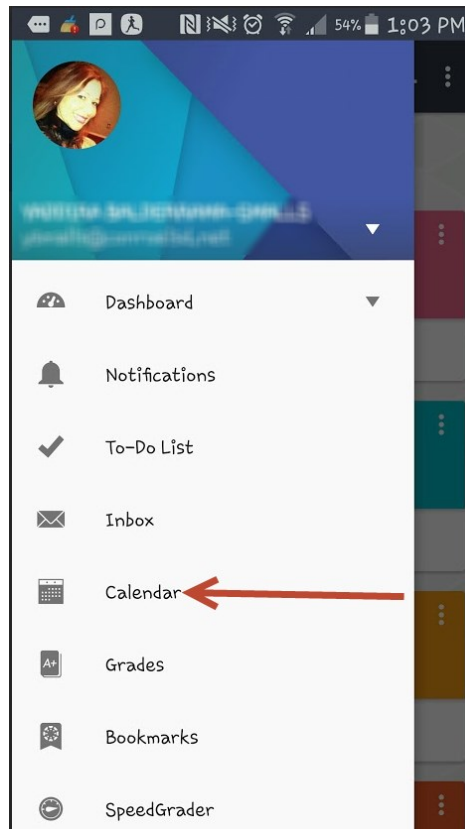 54% 1:03 PM
Dashboard
Notifications
To-Do List
Inbox
Calendar
A+ Grades
Bookmarks
SpeedGrader